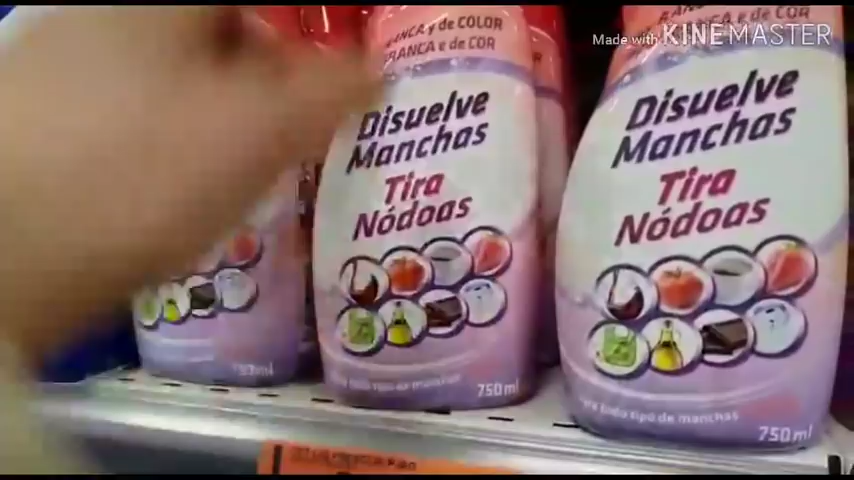 Made with KINEMASTER
BLANCA y de COLOR
BRANCA e de COR
Disuelve
Manchas
Tira
Nódoas
750ml
Disuelve
Manchas
Tira
Nódoas
todo tipo de manchas
750ml
750ml